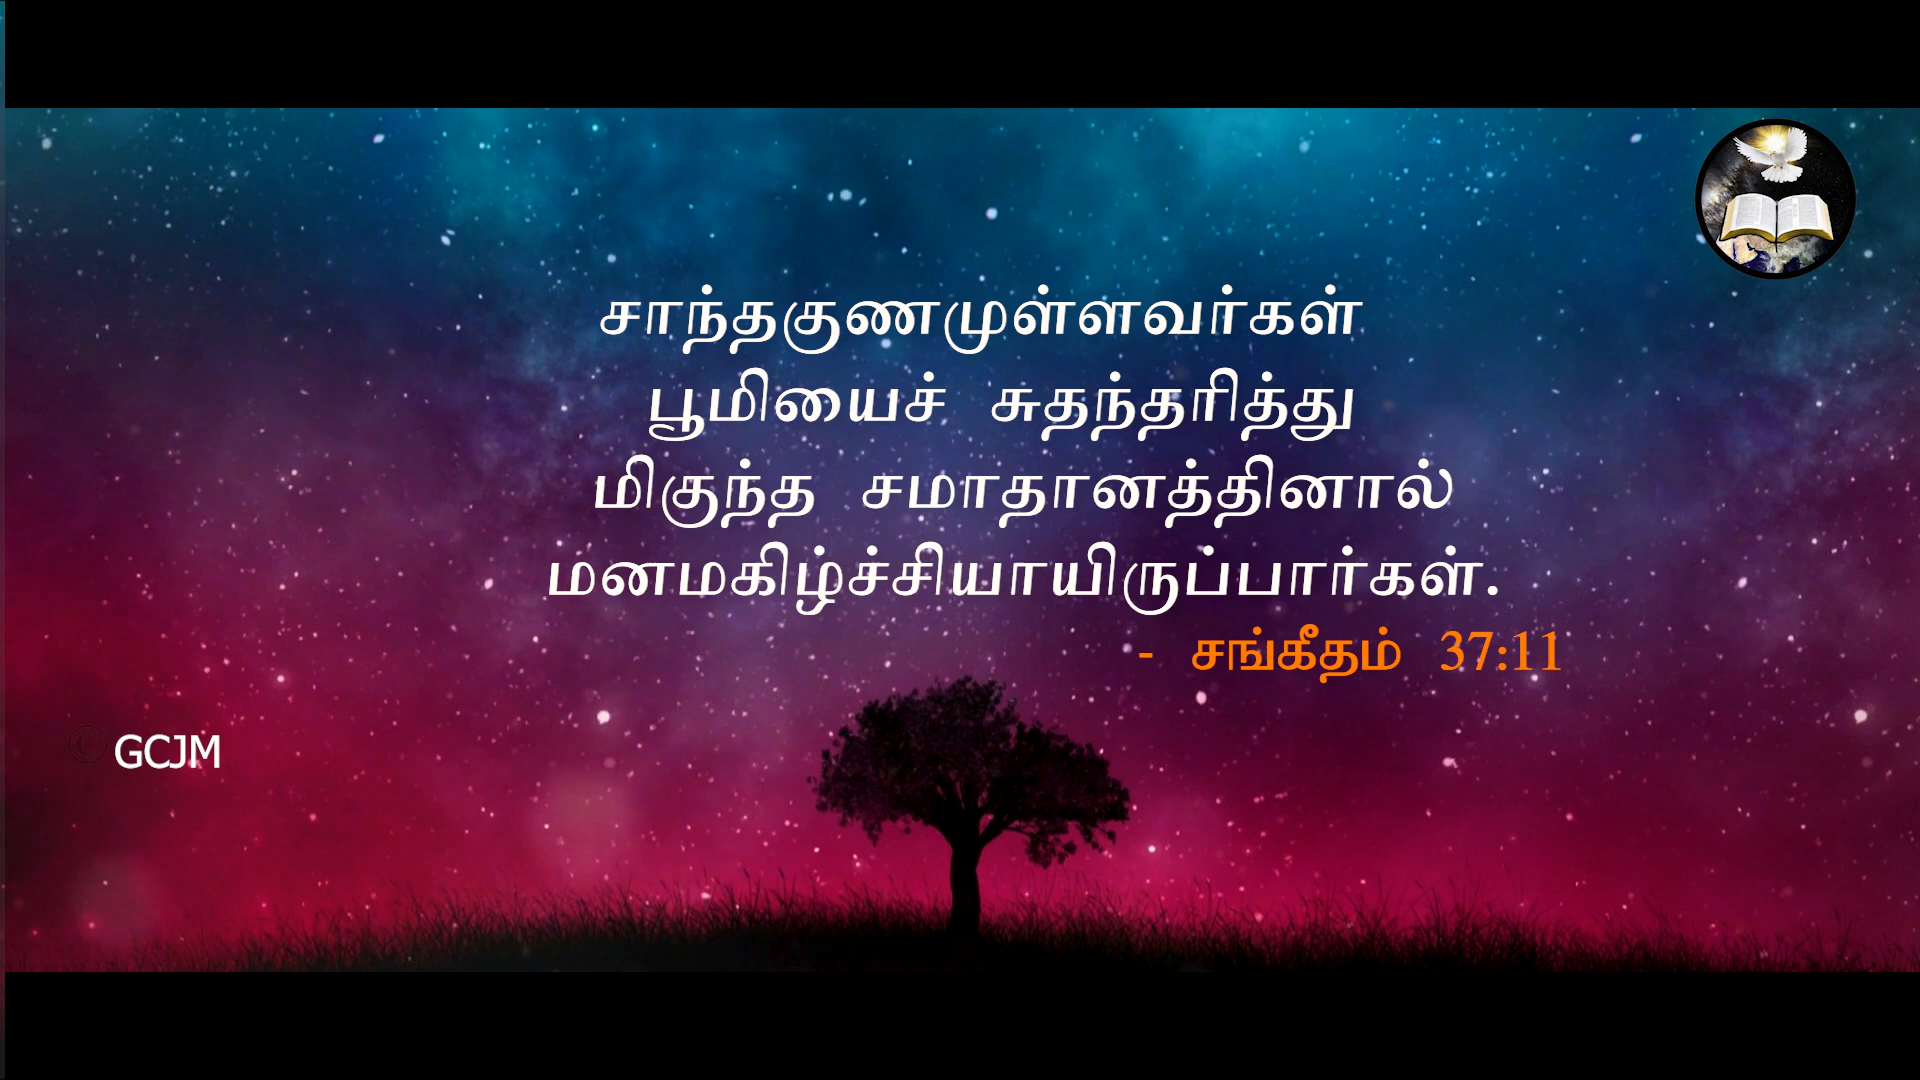 சாந்தகுணமுள்ளவர்கள்
பூமியைச் சுதந்தரித்து
மிகுந்த சமாதானத்தினால்
மனமகிழ்ச்சியாயிருப்பார்கள்.
- சங்கீதம் 37:11
© GCJM